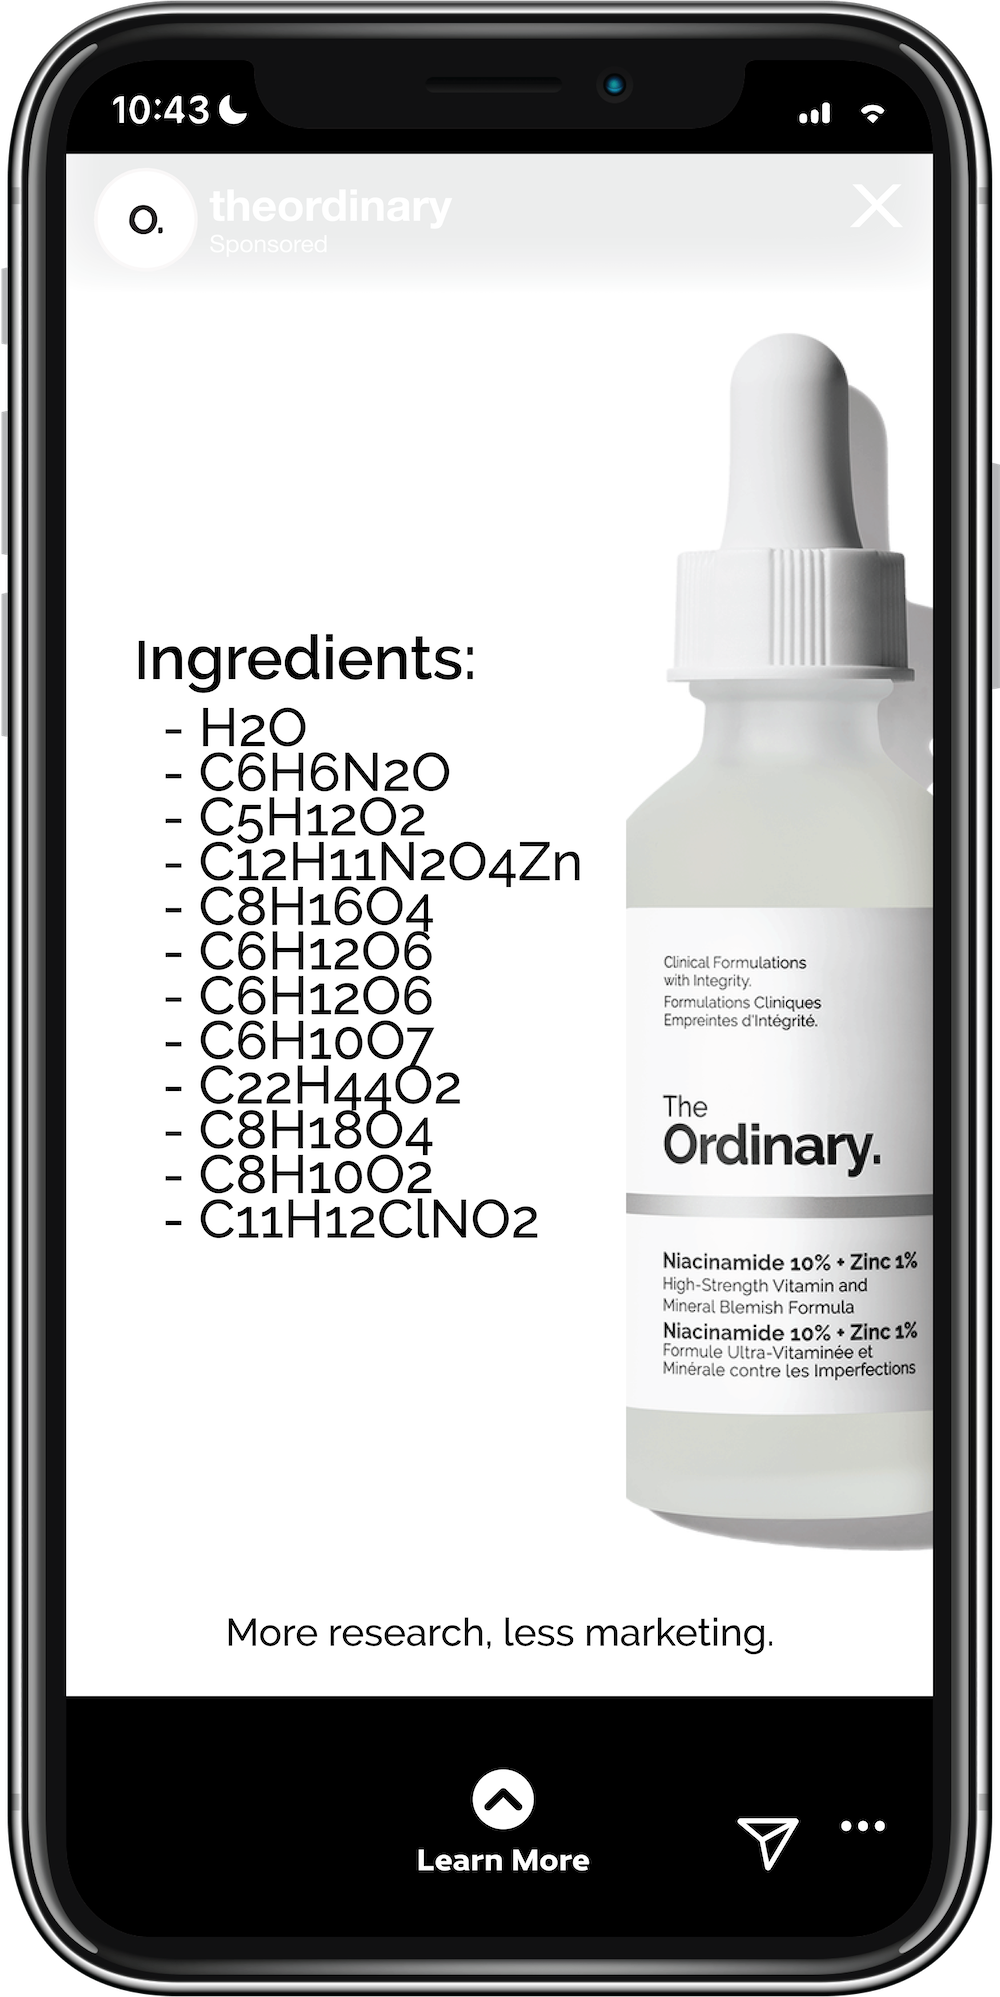 10:43
O.
theordinary
Sponsored
Ingredients:
- H2O
- C6H6N2O
- C5H12O2
- C12H11N2O4Zn
- C8H16O4
- C6H12O6
- C6H12O6
- C6H10O7
- C22H44O2
- C8H18O4
- C8H10O2
- C11H12ClNO2
Clinical Formulations
with Integrity.
Formulations Cliniques
Empreintes d'Intégrité.
The
Ordinary.
Niacinamide 10% + Zinc 1%
High-Strength Vitamin and
Mineral Blemish Formula
Niacinamide 10% + Zinc 1%
Formule Ultra-Vitaminée et
Minérale contre les Imperfections
More research, less marketing.
Learn More